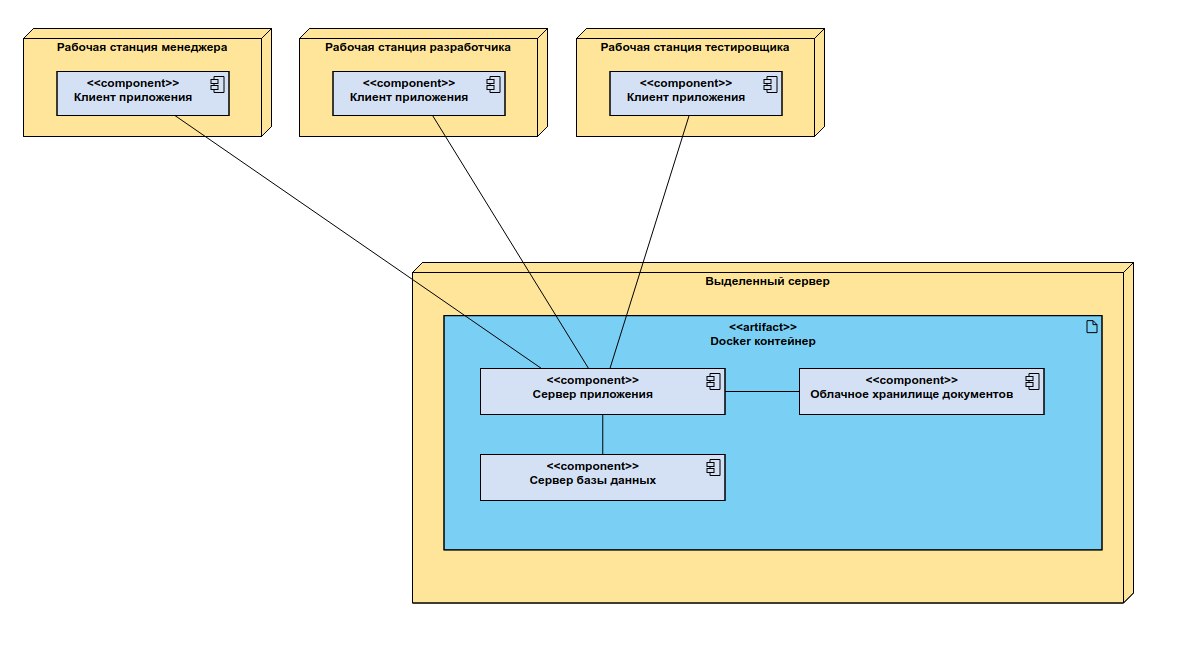 Рабочая станция менеджера
<<component>>
Клиент приложения
Рабочая станция разработчика
<<component>>
Клиент приложения
Рабочая станция тестировщика
<<component>>
Клиент приложения
Выделенный сервер
<<artifact>>
Docker контейнер
<<component>>
Сервер приложения
<<component>>
Облачное хранилище документов
<<component>>
Сервер базы данных